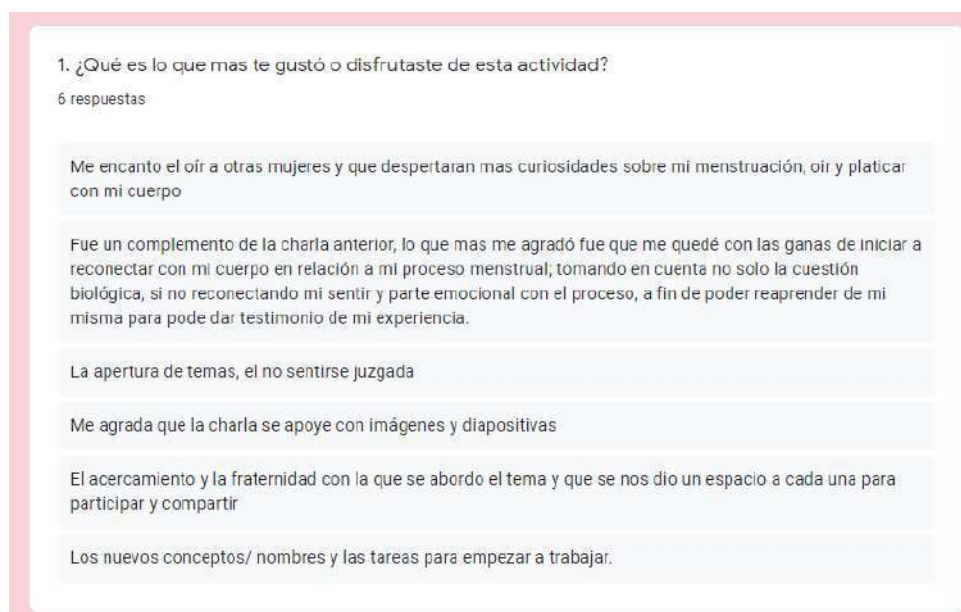 1. ¿Qué es lo que mas te gustó o disfrutaste de esta actividad?
6 respuestas
Me encanto el oír a otras mujeres y que despertaran mas curiosidades sobre mi menstruación, oir y platicar
con mi cuerpo
Fue un complemento de la charla anterior, lo que mas me agradó fue que me quedé con las ganas de iniciar a
reconectar con mi cuerpo en relación a mi proceso menstrual; tomando en cuenta no solo la cuestión
biológica, si no reconectando mi sentir y parte emocional con el proceso, a fin de poder reaprender de mi
misma para pode dar testimonio de mi experiencia.
La apertura de temas, el no sentirse juzgada
Me agrada que la charla se apoye con imágenes y diapositivas
El acercamiento y la fraternidad con la que se abordo el tema y que se nos dio un espacio a cada una para
participar y compartir
Los nuevos conceptos/ nombres y las tareas para empezar a trabajar.